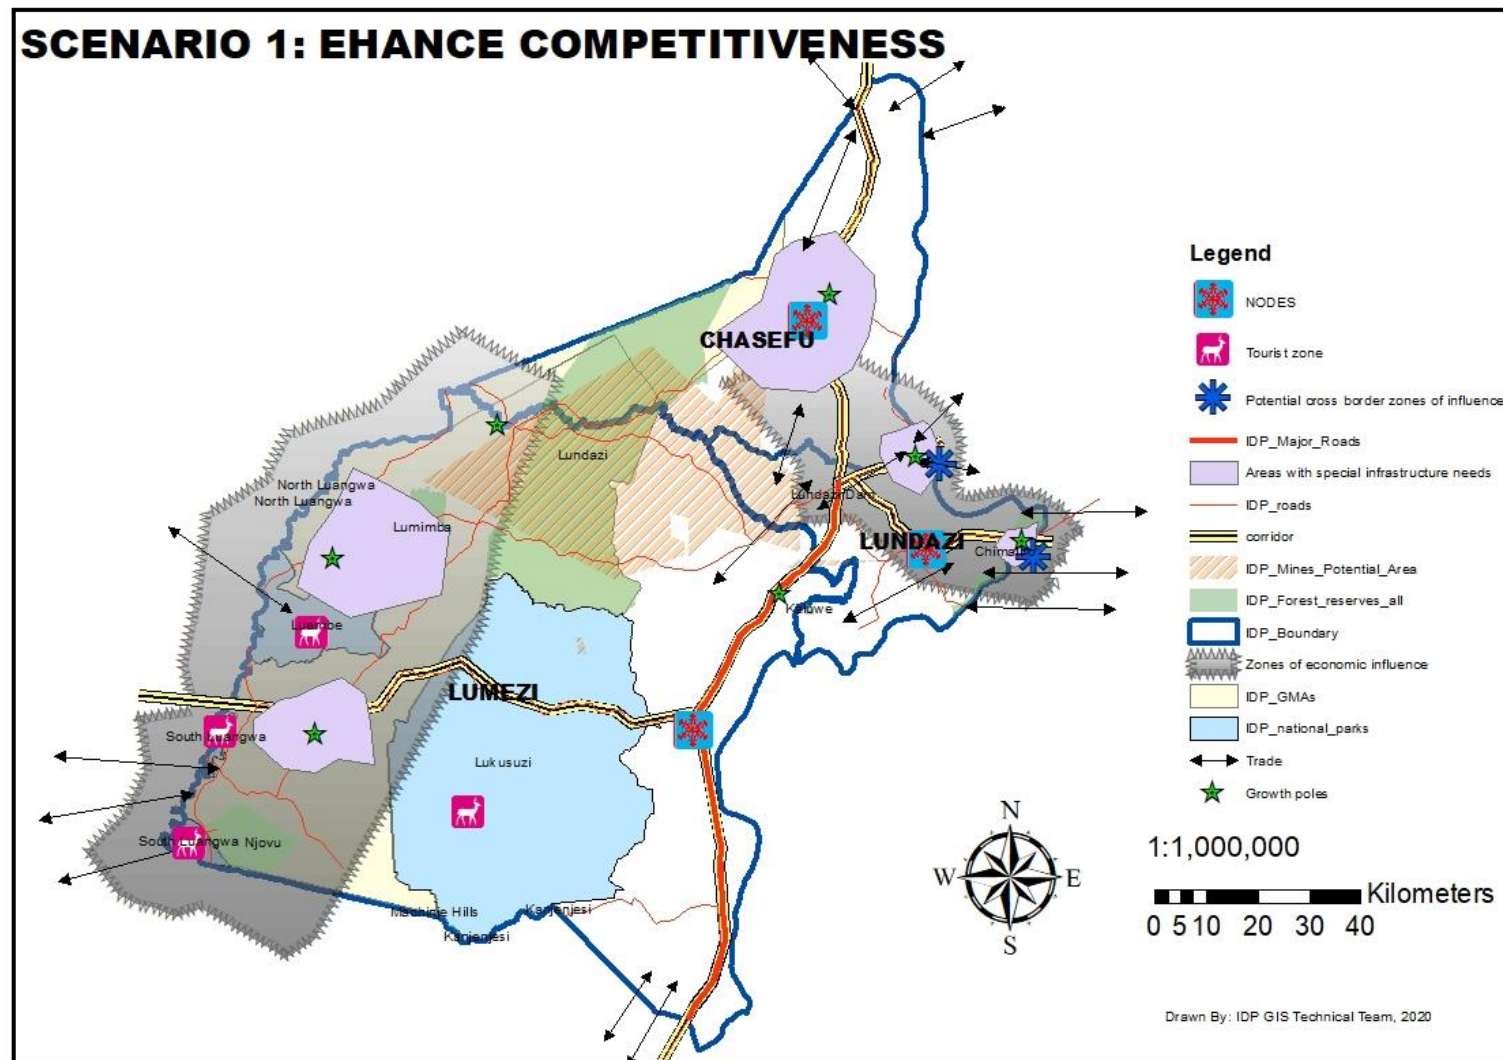 SCENARIO 1: EHANCE COMPETITIVENESS
CHASEFU
Lundazi
North Luangwa
North Luangwa
Lumimba
Lundazi Dam
LUNDAZI
Chimaliro
Kaluwe
Luambe
LUMEZI
South Luangwa
Lukusuzi
South Luangwa
Njovu
Machinje Hills
Kanjenjesi
Kanjenjesi
Legend
NODES
Tourist zone
Potential cross border zones of influence
IDP_Major_Roads
Areas with special infrastructure needs
IDP_roads
corridor
IDP_Mines_Potential_Area
IDP_Forest_reserves_all
IDP_Boundary
Zones of economic influence
IDP_GMAs
IDP_national_parks
Trade
Growth poles
N
W
E
S
1:1,000,000
Kilometers
0 5 10 20 30 40
Drawn By: IDP GIS Technical Team, 2020